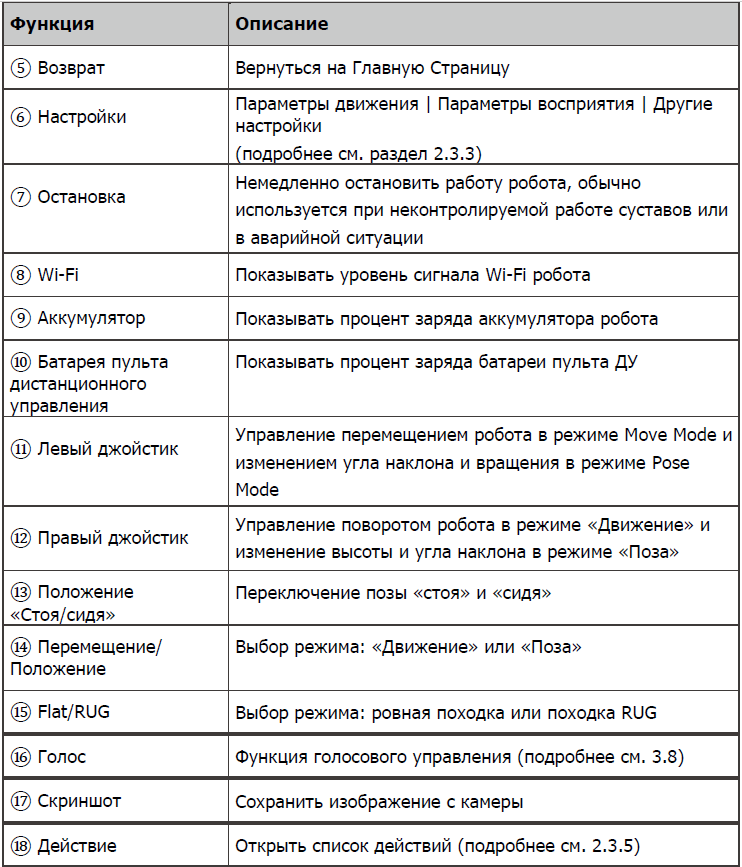 Функция Описание
⑤ Возврат Вернуться на Главную Страницу
⑥ Настройки Параметры движения | Параметры восприятия | Другие
настройки
(подробнее см. раздел 2.3.3)
⑦ Остановка Немедленно остановить работу робота, обычно
используется при неконтролируемой работе суставов или
в аварийной ситуации
⑧ Wi-Fi Показывать уровень сигнала Wi-Fi робота
⑨ Аккумулятор Показывать процент заряда аккумулятора робота
⑩ Батарея пульта Показывать процент заряда батареи пульта ДУ
дистанционного
управления
⑪ Левый джойстик Управление перемещением робота в режиме Move Mode и
изменением угла наклона и вращения в режиме Pose
Mode
⑫ Правый джойстик Управление поворотом робота в режиме «Движение» и
изменение высоты и угла наклона в режиме «Поза»
⑬ Положение Переключение позы «стоя» и «сидя»
«Стоя/сидя»
⑭ Перемещение/ Выбор режима: «Движение» или «Поза»
Положение
⑮ Flat/RUG Выбор режима: ровная походка или походка RUG
⑯ Голос Функция голосового управления (подробнее см. 3.8)
⑰ Скриншот Сохранить изображение с камеры
⑱ Действие Открыть список действий (подробнее см. 2.3.5)